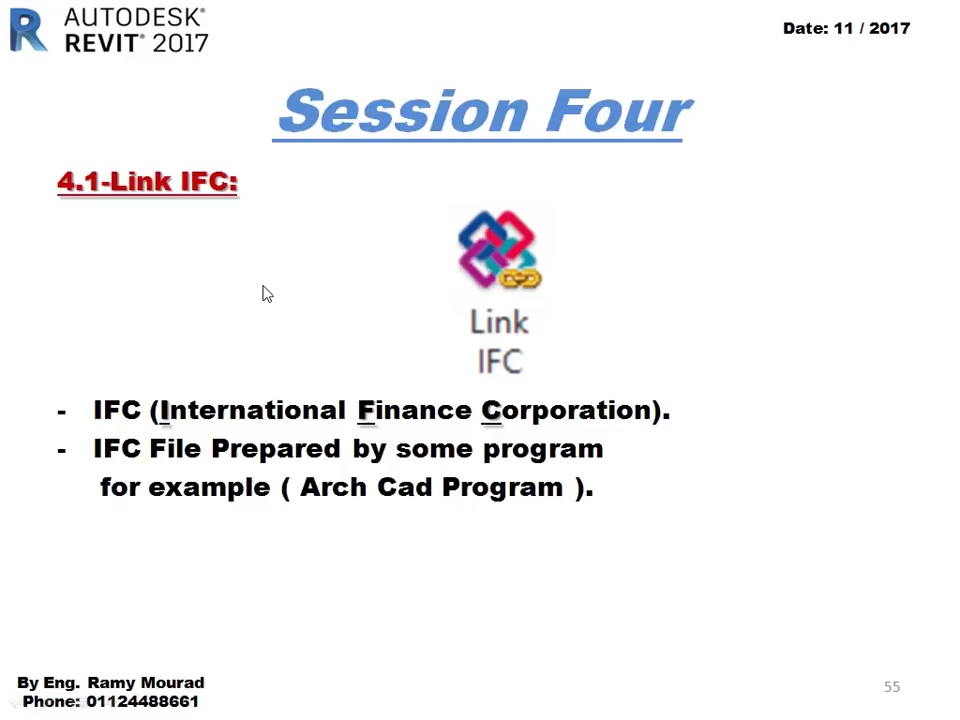 AUTODESK®
REVIT® 2017
Date: 11 / 2017
Session Four
4.1-Link IFC:
Link
IFC
- IFC (International Finance Corporation).
- IFC File Prepared by some program
for example ( Arch Cad Program ).
By Eng. Ramy Mourad
Phone: 01124488661
55